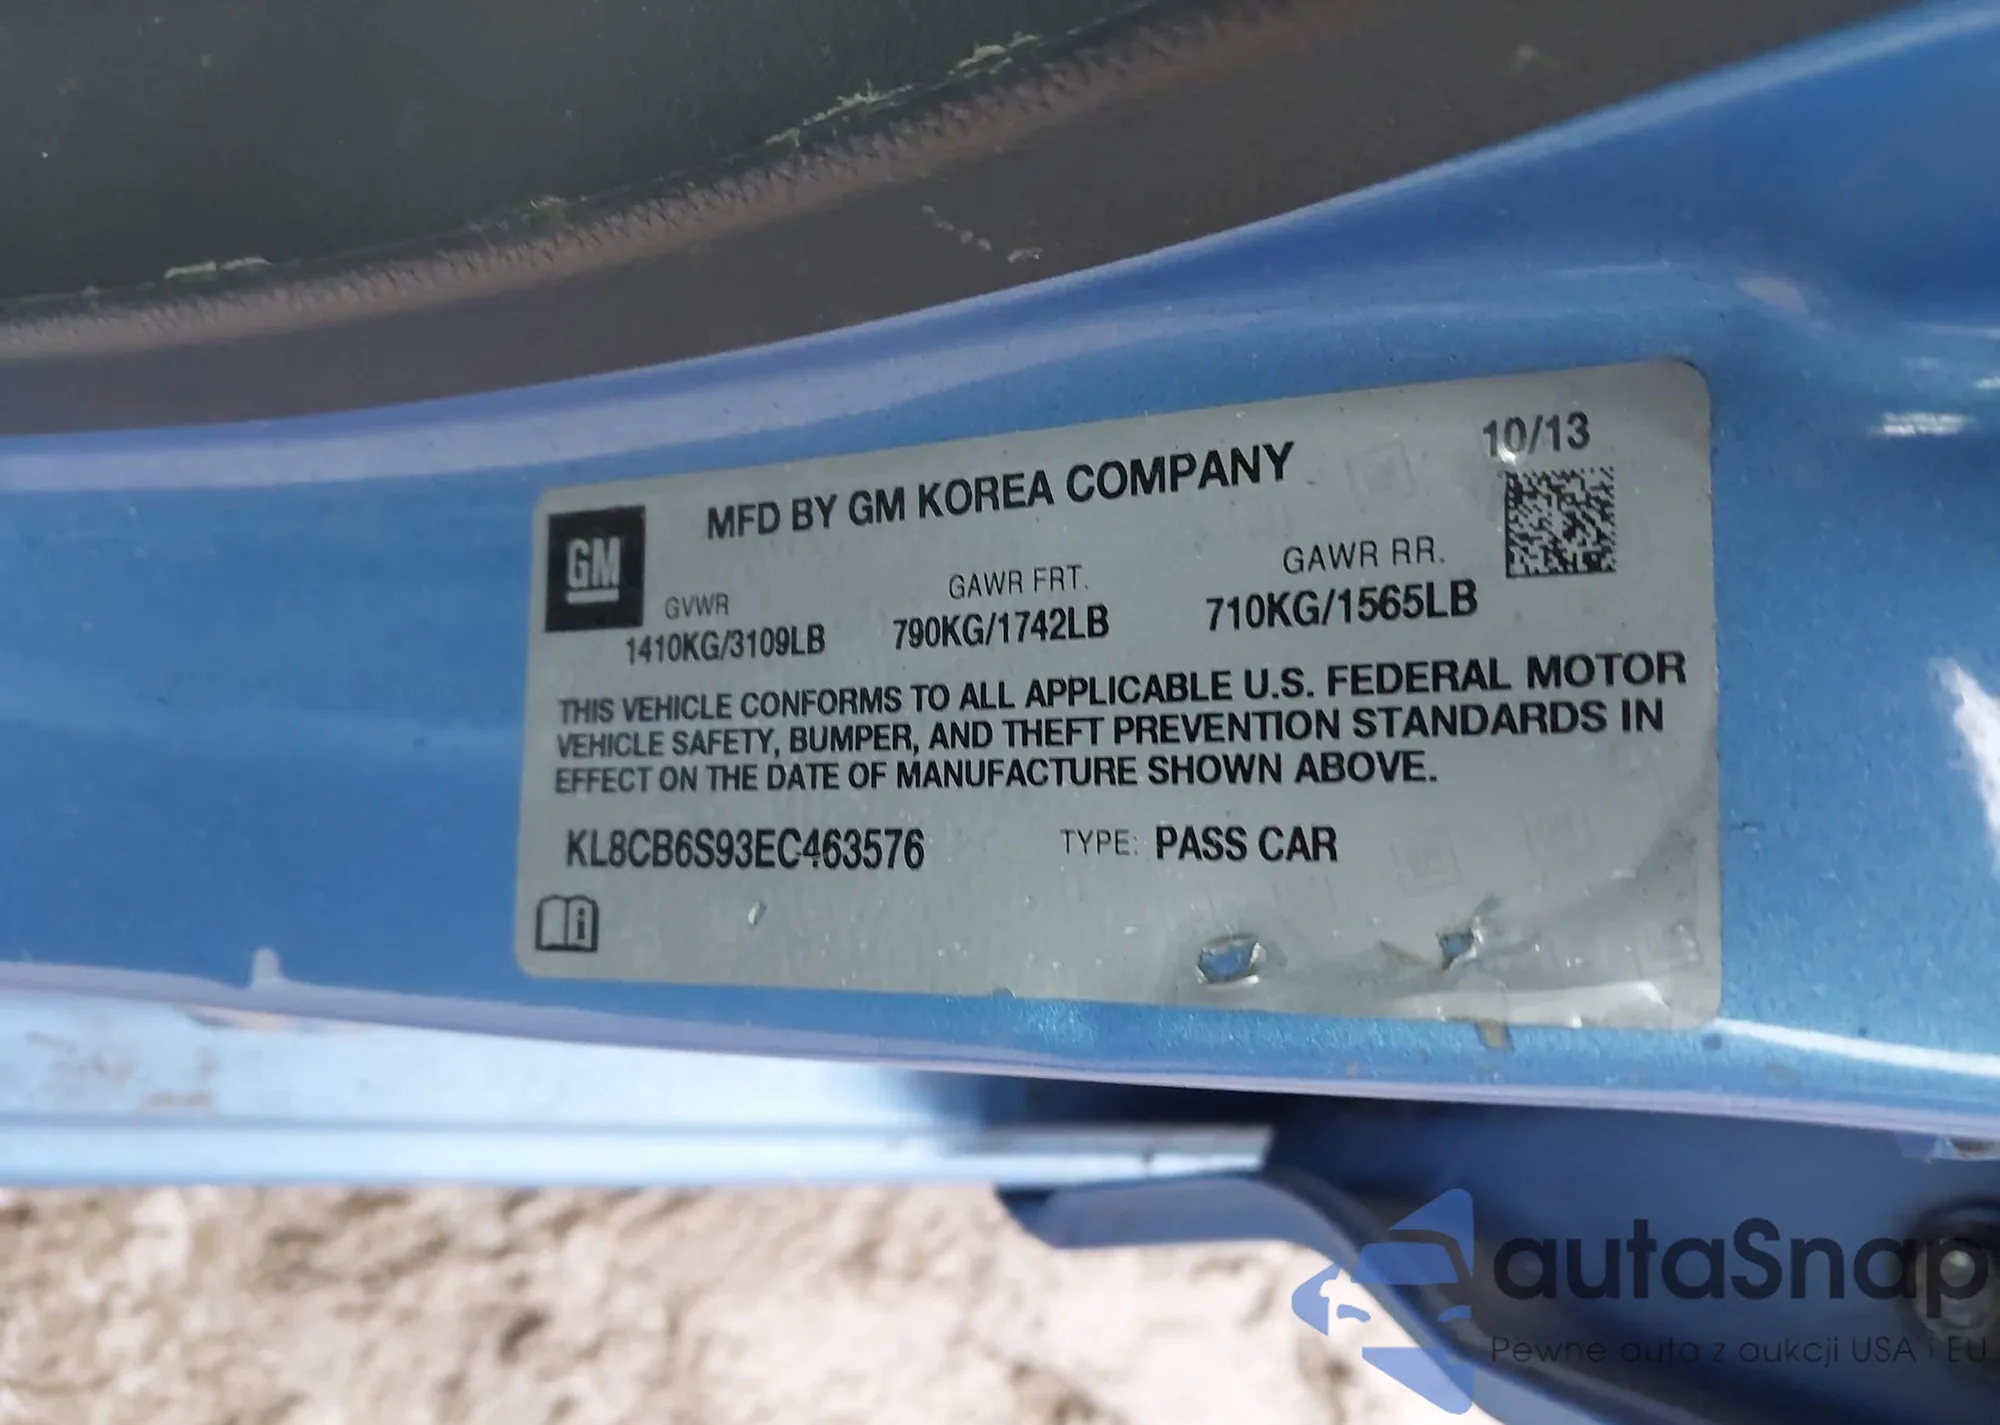 10/13
MFD BY GM KOREA COMPANY
GM
GVWR GAWR FRT. GAWR RR.
1410KG/3109LB 790KG/1742LB 710KG/1565LB
THIS VEHICLE CONFORMS TO ALL APPLICABLE U.S. FEDERAL MOTOR
VEHICLE SAFETY, BUMPER, AND THEFT PREVENTION STANDARDS IN
EFFECT ON THE DATE OF MANUFACTURE SHOWN ABOVE.
KL8CB6S93EC463576 TYPE: PASS CAR
i
autaSnap
Pewne auta z aukcji USA i EU